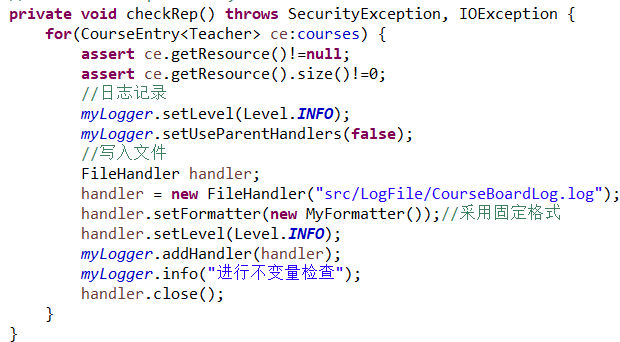 private void checkRep() throws SecurityException, IOException {
    for(CourseEntry<Teacher> ce:courses) {
        assert ce.getResource()!=null;
        assert ce.getResource().size()!=0;
        //日志记录
        myLogger.setLevel(Level.INFO);
        myLogger.setUseParentHandlers(false);
        //写入文件
        FileHandler handler;
        handler = new FileHandler("src/LogFile/CourseBoardLog.log");
        handler.setFormatter(new MyFormatter());//采用固定格式
        handler.setLevel(Level.INFO);
        myLogger.addHandler(handler);
        myLogger.info("进行不变量检查");
        handler.close();
    }
}